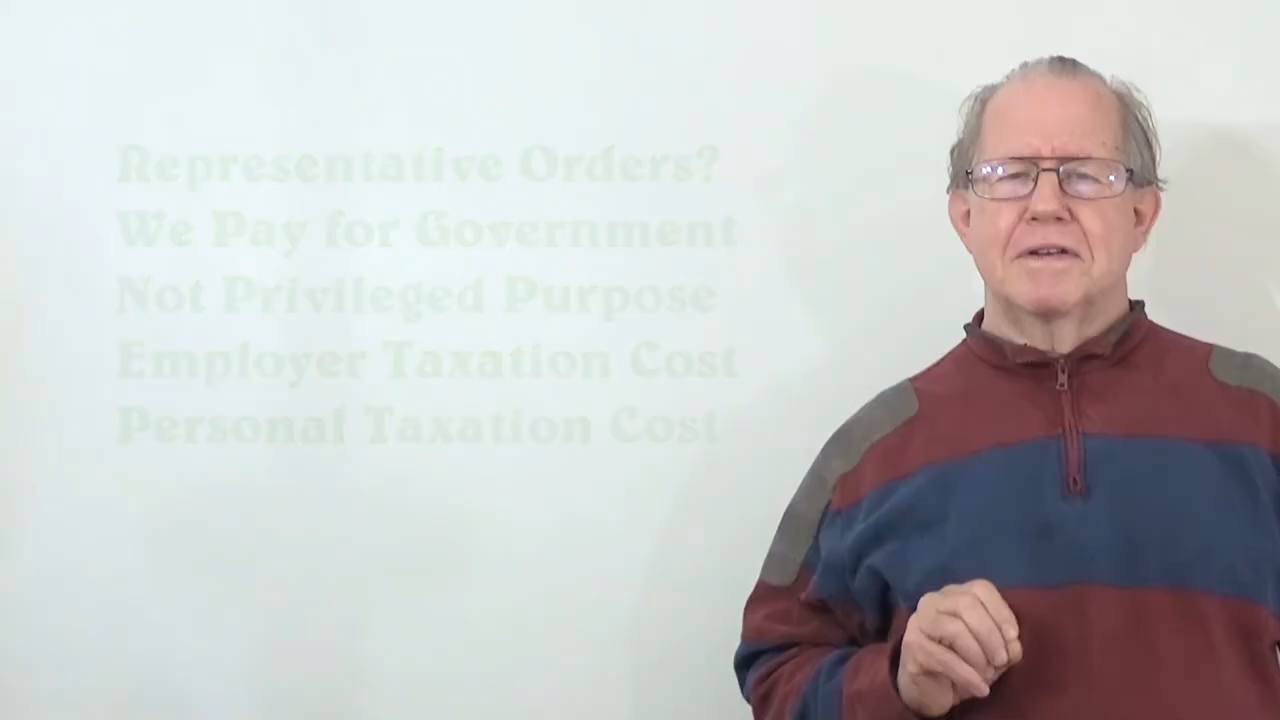 Representative Orders?
We Pay for Government
Not Privileged Purpose
Employer Taxation Cost
Personal Taxation Cost